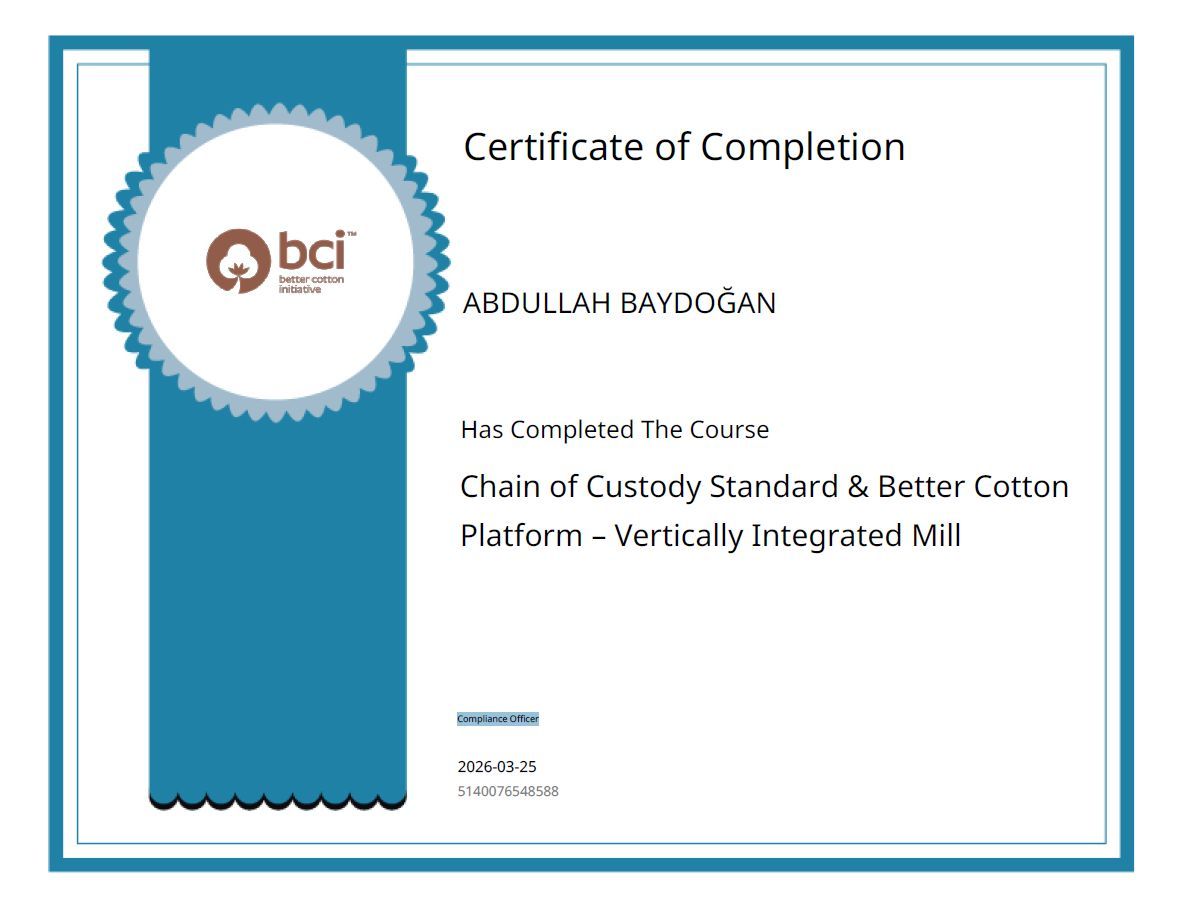 bci™
better cotton
initiative
Certificate of Completion
ABDULLAH BAYDOĞAN
Has Completed The Course
Chain of Custody Standard & Better Cotton
Platform – Vertically Integrated Mill
Compliance Officer
2026-03-25
5140076548588